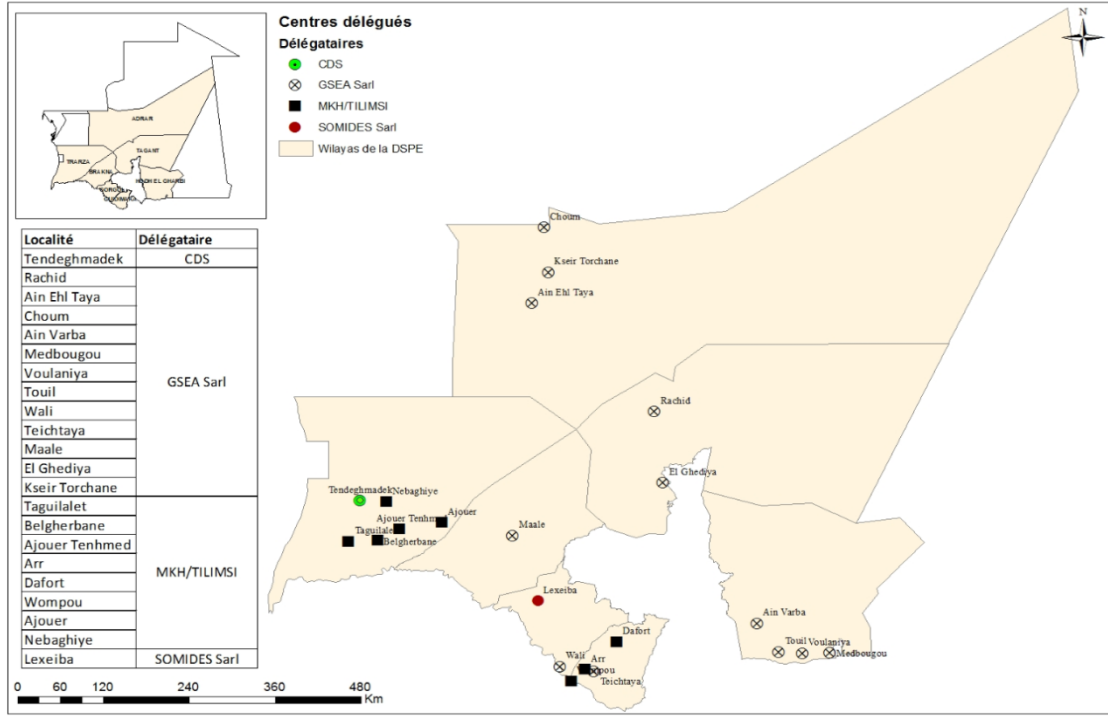 Centres délégués
Délégataires
CDS
GSEA Sarl
MKH/TILIMSI
SOMIDES Sarl
Wilayas de la DSPE
N
ADRAR
TAGANT
TRARZA
BRAKNA
HODH EL GHARBI
Localité Délégataire
Tendeghmadek CDS
Rachid
Ain Ehl Taya
Choum
Ain Varba
Medbougou
Voulaniya
GSEA Sarl
Touil
Wali
Teichtaya
Maale
El Ghediya
Kseir Torchane
Taguilalet
Belgherbane
Ajouer Tenhmed
Arr
MKH/TILIMSI
Dafort
Wompou
Ajouer
Nebaghiye
Lexeiba SOMIDES Sarl
0 60 120 240 360 480
Km
Choum
Kseir Torchane
Ain Ehl Taya
Rachid
El Ghediya
Tendeghmadek
Nebaghiye
Ajouer Tenhmed
Ajouer
Taguilale
Belgherbane
Maale
Lexeiba
Ain Varba
Touil
Voulaniya
Medbougou
Dafort
Wali
Arr
pou
Teichtaya